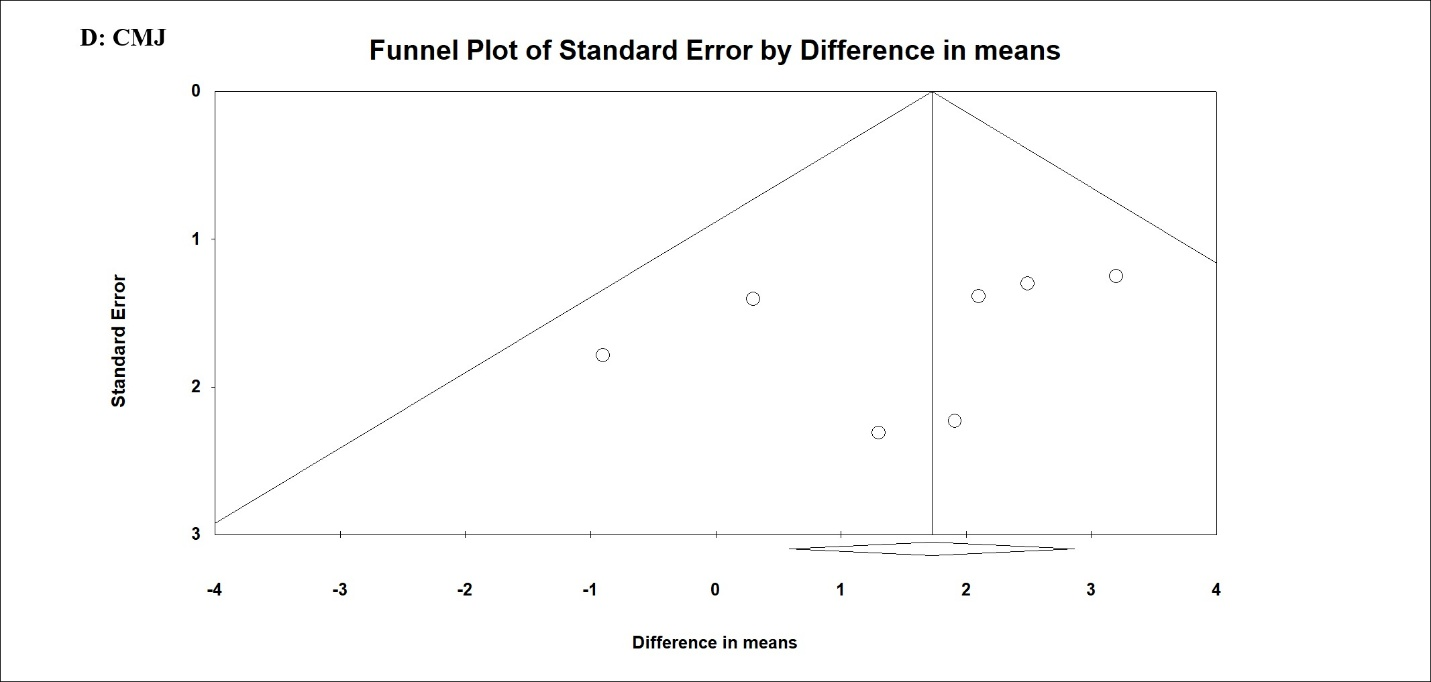 D: CMJ
Funnel Plot of Standard Error by Difference in means
0
1
2
3
Standard Error
-4 -3 -2 -1 0 1 2 3 4
Difference in means